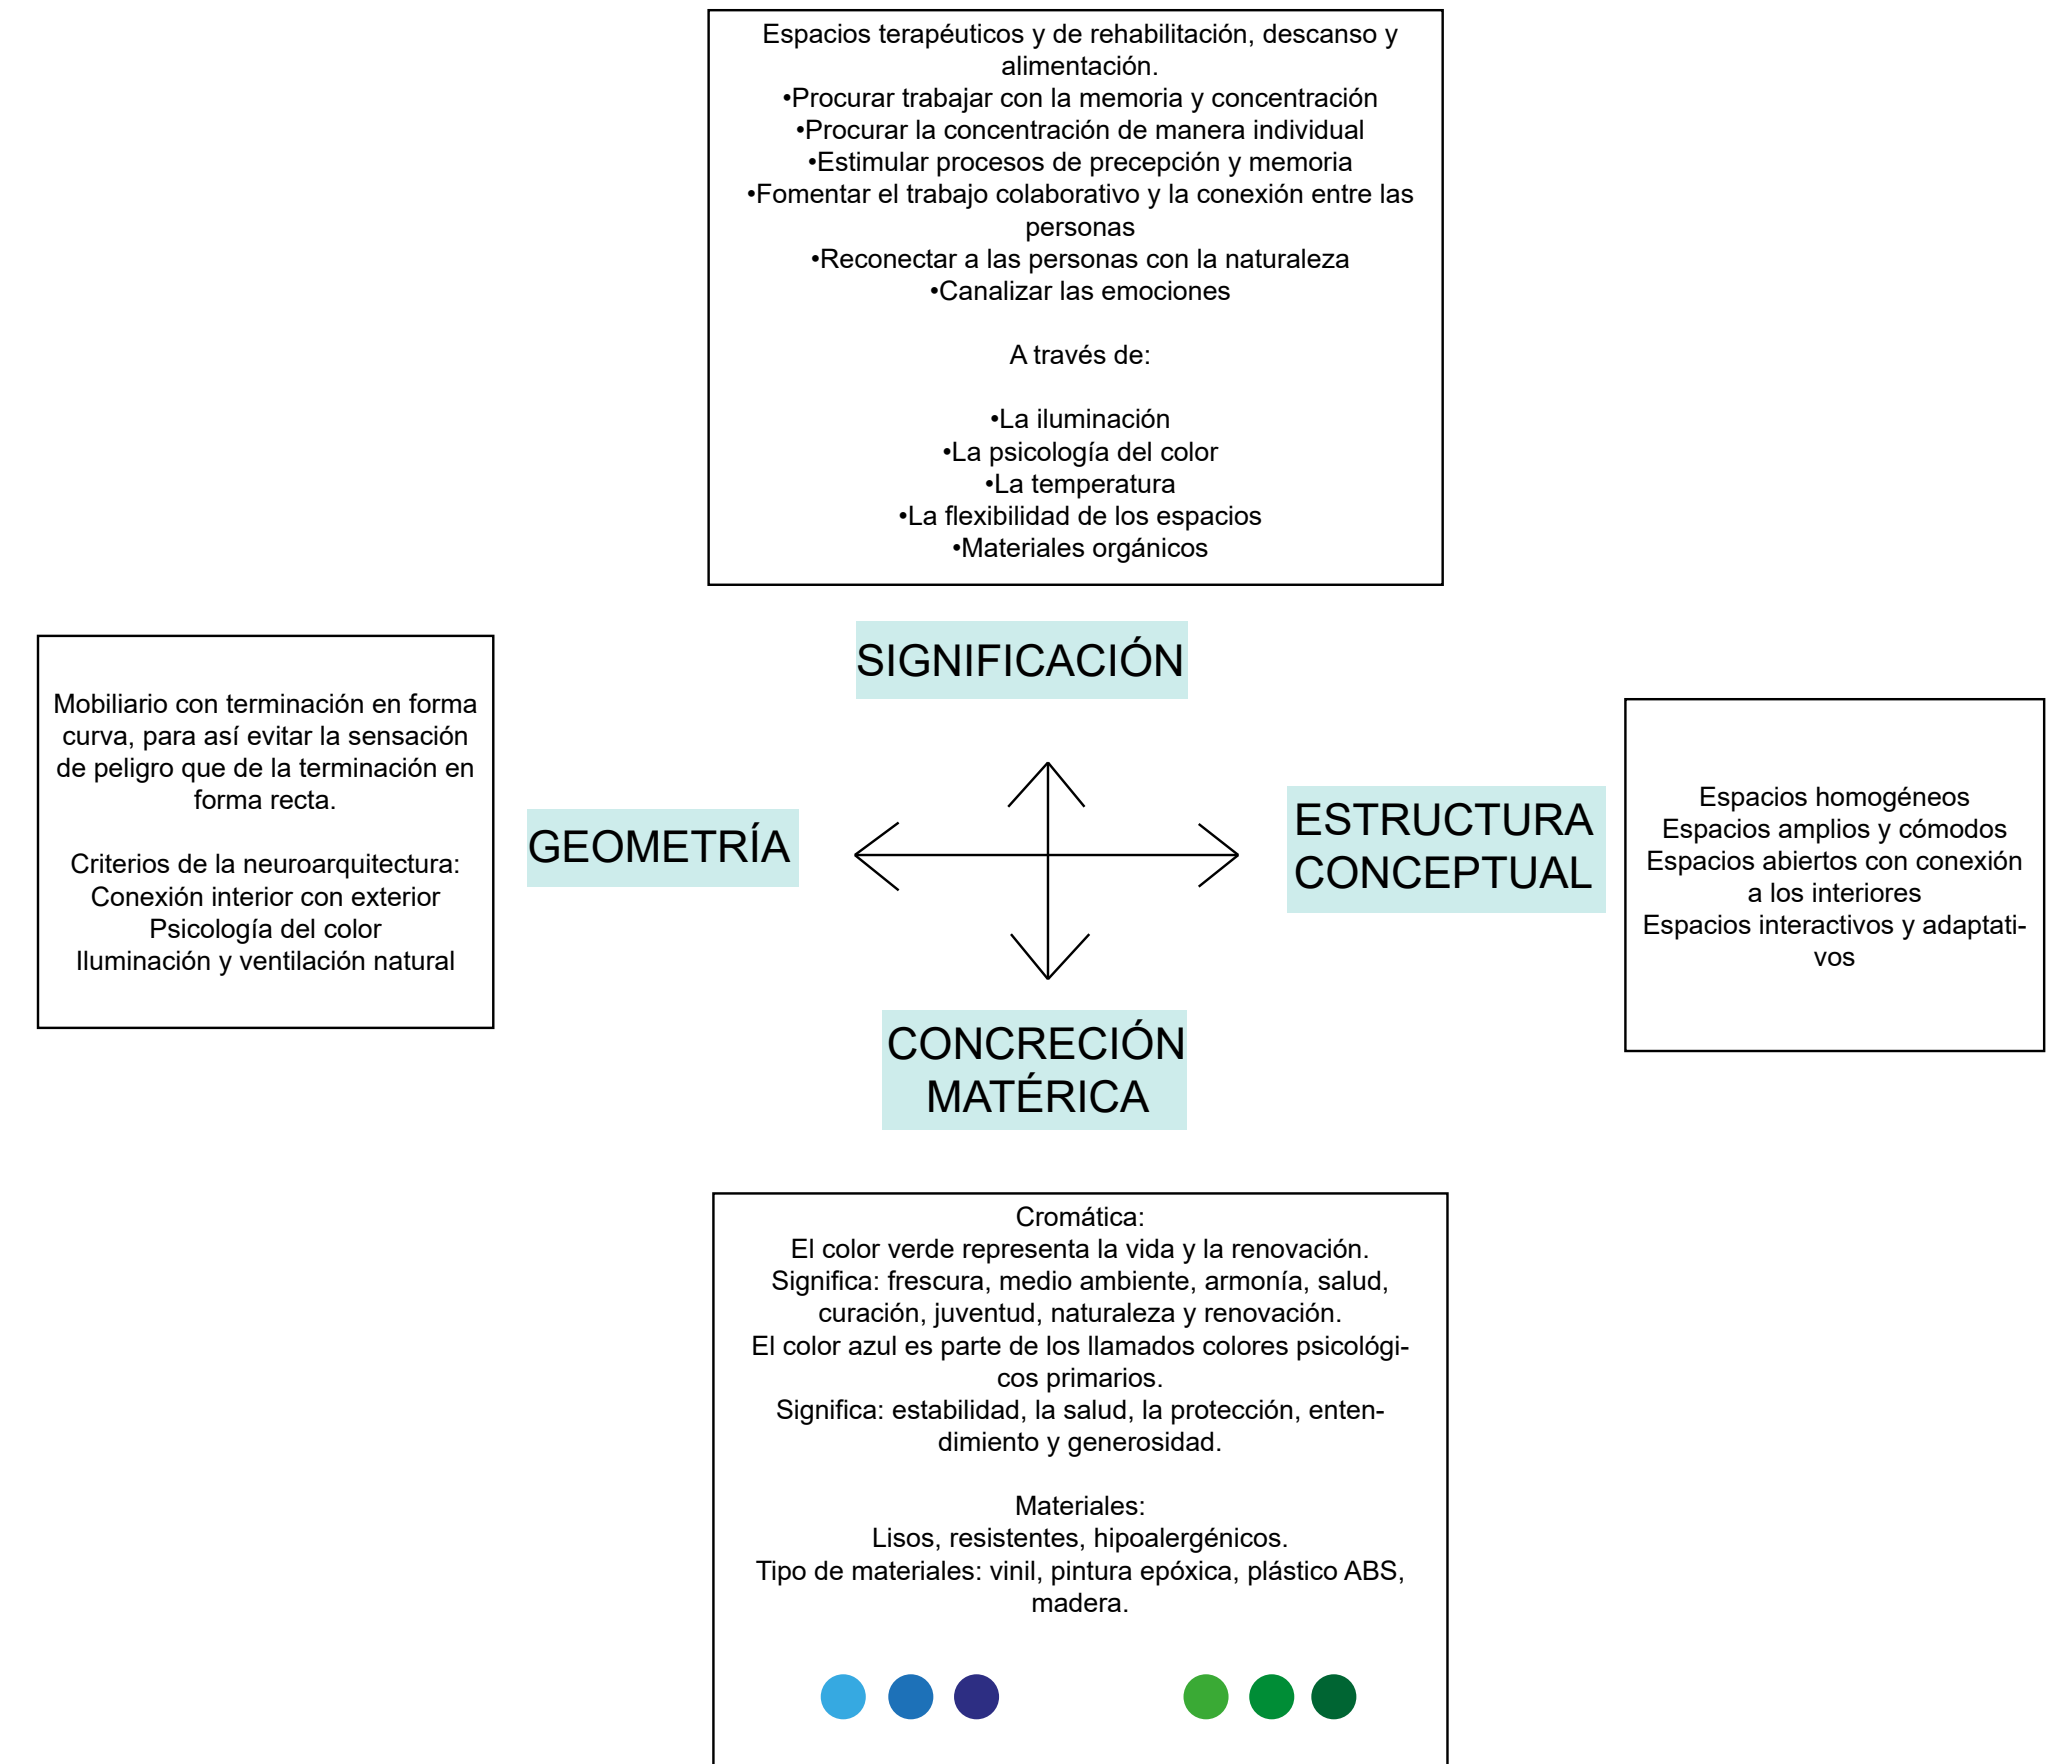 Espacios terapéuticos y de rehabilitación, descanso y
alimentación.
•Procurar trabajar con la memoria y concentración
•Procurar la concentración de manera individual
•Estimular procesos de precepción y memoria
•Fomentar el trabajo colaborativo y la conexión entre las
personas
•Reconectar a las personas con la naturaleza
•Canalizar las emociones
A través de:
•La iluminación
•La psicología del color
•La temperatura
•La flexibilidad de los espacios
•Materiales orgánicos
SIGNIFICACIÓN
Mobiliario con terminación en forma
curva, para así evitar la sensación
de peligro que de la terminación en
forma recta.
Criterios de la neuroarquitectura:
Conexión interior con exterior
Psicología del color
Iluminación y ventilación natural
GEOMETRÍA
ESTRUCTURA
CONCEPTUAL
Espacios homogéneos
Espacios amplios y cómodos
Espacios abiertos con conexión
a los interiores
Espacios interactivos y adaptati-
vos
CONCRECIÓN
MATÉRICA
Cromática:
El color verde representa la vida y la renovación.
Significa: frescura, medio ambiente, armonía, salud,
curación, juventud, naturaleza y renovación.
El color azul es parte de los llamados colores psicológi-
cos primarios.
Significa: estabilidad, la salud, la protección, enten-
dimiento y generosidad.
Materiales:
Lisos, resistentes, hipoalergénicos.
Tipo de materiales: vinil, pintura epóxica, plástico ABS,
madera.